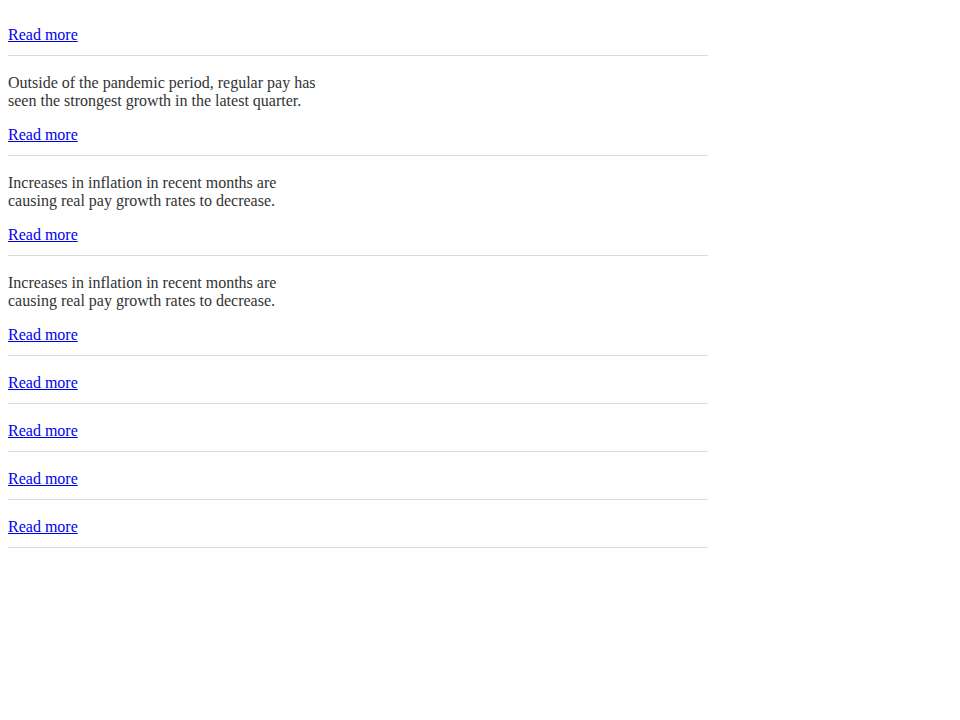 Read more
Outside of the pandemic period, regular pay has
seen the strongest growth in the latest quarter.
Read more
Increases in inflation in recent months are
causing real pay growth rates to decrease.
Read more
Increases in inflation in recent months are
causing real pay growth rates to decrease.
Read more
Read more
Read more
Read more
Read more